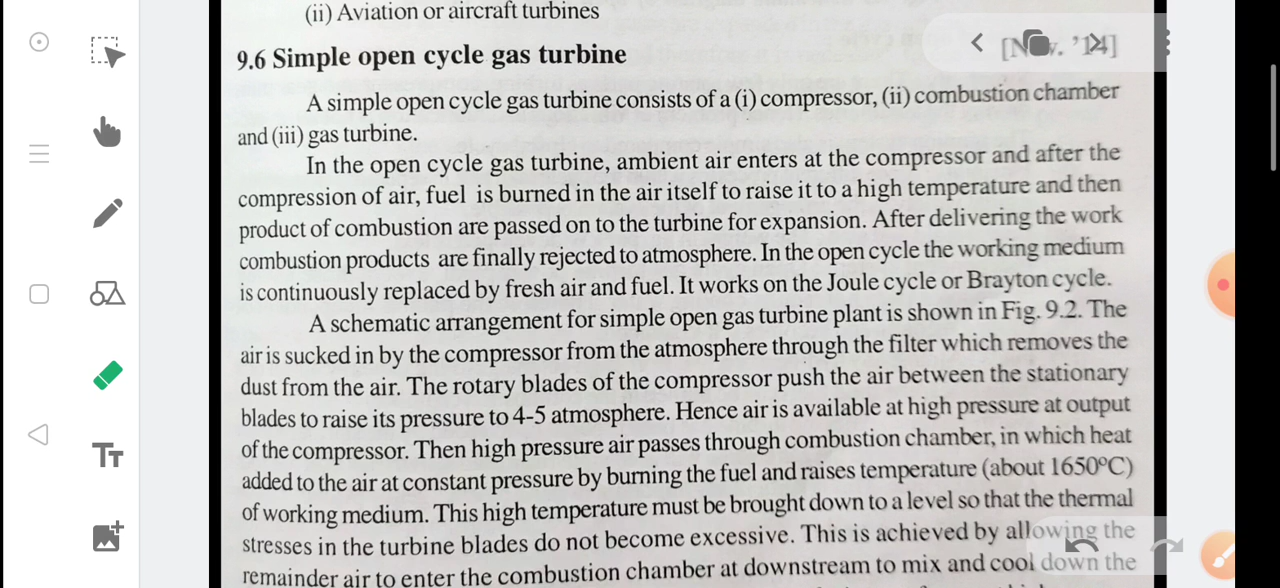 (ii) Aviation or aircraft turbines
9.6 Simple open cycle gas turbine
A simple open cycle gas turbine consists of a (i) compressor, (ii) combustion chamber
and (iii) gas turbine.
In the open cycle gas turbine, ambient air enters at the compressor and after the
compression of air, fuel is burned in the air itself to raise it to a high temperature and then
product of combustion are passed on to the turbine for expansion. After delivering the work
combustion products are finally rejected to atmosphere. In the open cycle the working medium
is continuously replaced by fresh air and fuel. It works on the Joule cycle or Brayton cycle.
A schematic arrangement for simple open gas turbine plant is shown in Fig. 9.2. The
air is sucked in by the compressor from the atmosphere through the filter which removes the
dust from the air. The rotary blades of the compressor push the air between the stationary
blades to raise its pressure to 4-5 atmosphere. Hence air is available at high pressure at output
of the compressor. Then high pressure air passes through combustion chamber, in which heat
added to the air at constant pressure by burning the fuel and raises temperature (about 1650ºC)
of working medium. This high temperature must be brought down to a level so that the thermal
stresses in the turbine blades do not become excessive. This is achieved by allowing the
remainder air to enter the combustion chamber at downstream to mix and cool down the
TT